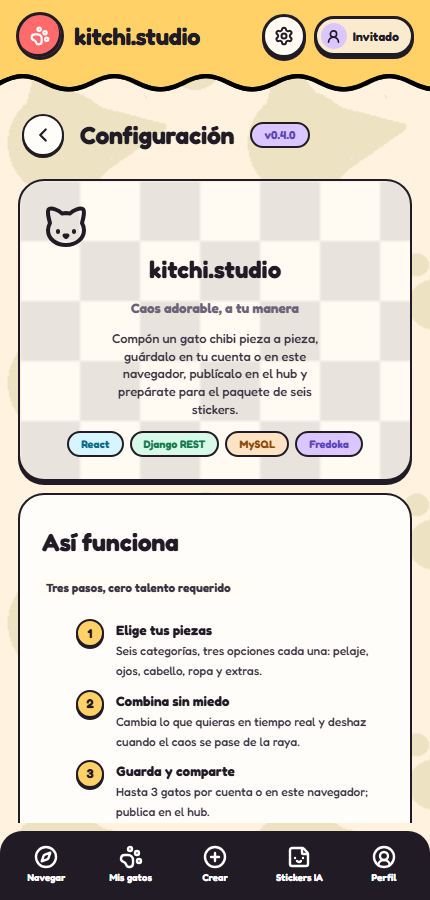 kitchi.studio
Invitado
Configuración
v0.4.0
kitchi.studio
Caos adorable, a tu manera
Compón un gato chibi pieza a pieza,
guárdalo en tu cuenta o en este
navegador, publícalo en el hub y
prepárate para el paquete de seis
stickers.
React
Django REST
MySQL
Fredoka
Así funciona
Tres pasos, cero talento requerido
1
Elige tus piezas
Seis categorías, tres opciones cada una: pelaje,
ojos, cabello, ropa y extras.
2
Combina sin miedo
Cambia lo que quieras en tiempo real y deshaz
cuando el caos se pase de la raya.
3
Guarda y comparte
Hasta 3 gatos por cuenta o en este navegador;
publica en el hub.
Navegar
Mis gatos
Crear
Stickers IA
Perfil